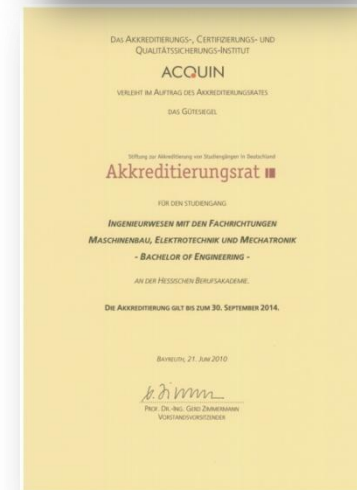 DAS AKKREDITIERUNGS-, CERTIFIZIERUNGS- UND
QUALITÄTSSICHERUNGS-INSTITUT
ACQUIN
VERLEIHT IM AUFTRAG DES AKKREDITIERUNGSRATES
DAS GÜTESIEGEL
Stiftung zur Akkreditierung von Studiengängen in Deutschland
Akkreditierungsrat
FÜR DEN STUDIENGANG
INGENIEURWESEN MIT DEN FACHRICHTUNGEN
MASCHINENBAU, ELEKTROTECHNIK UND MECHATRONIK
- BACHELOR OF ENGINEERING -
AN DER HESSISCHEN BERUFSAKADEMIE.
DIE AKKREDITIERUNG GILT BIS ZUM 30. SEPTEMBER 2014.
BAYREUTH, 21. JUNI 2010
PROF. DR.-ING. GERD ZIMMERMANN
VORSTANDSVORSITZENDER